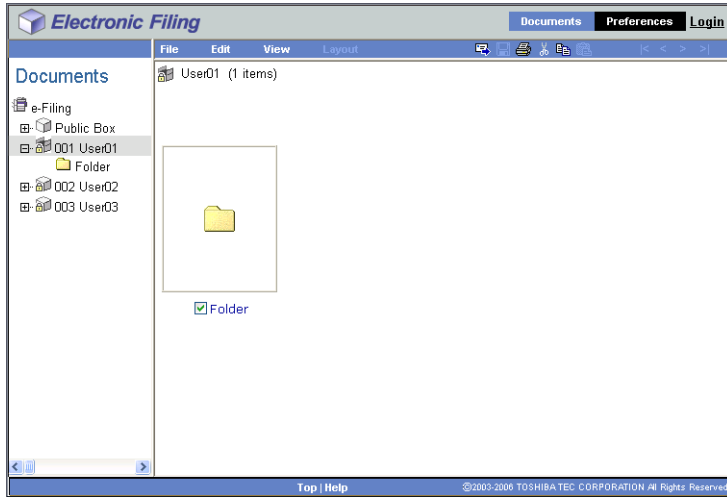 Electronic Filing
Documents Preferences Login
File Edit View Layout |< < > >|
Documents
e-Filing
Public Box
001 User01
Folder
002 User02
003 User03
User01 (1 items)
Folder
Top | Help
©2003-2006 TOSHIBA TEC CORPORATION All Rights Reserved